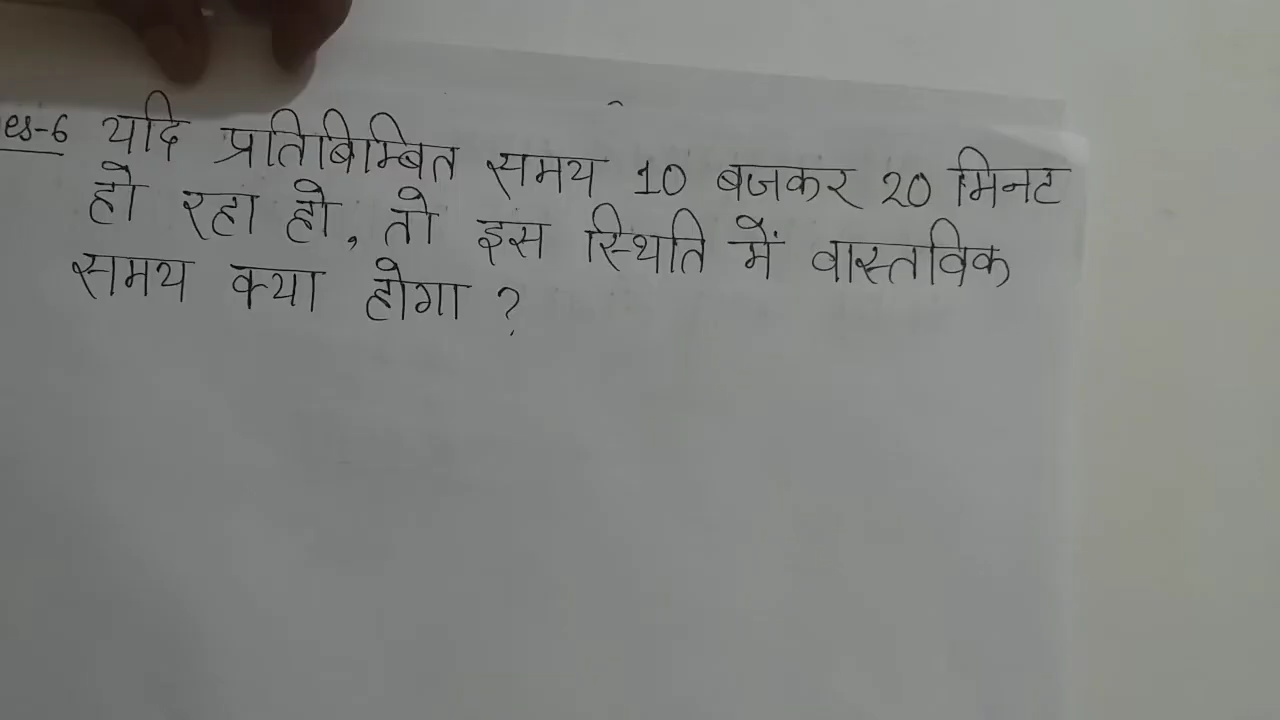 es-6 यदि प्रतिबिम्बित समय 10 बजकर 20 मिनट
हो रहा हो, तो इस स्थिति में वास्तविक
समय क्या होगा ?